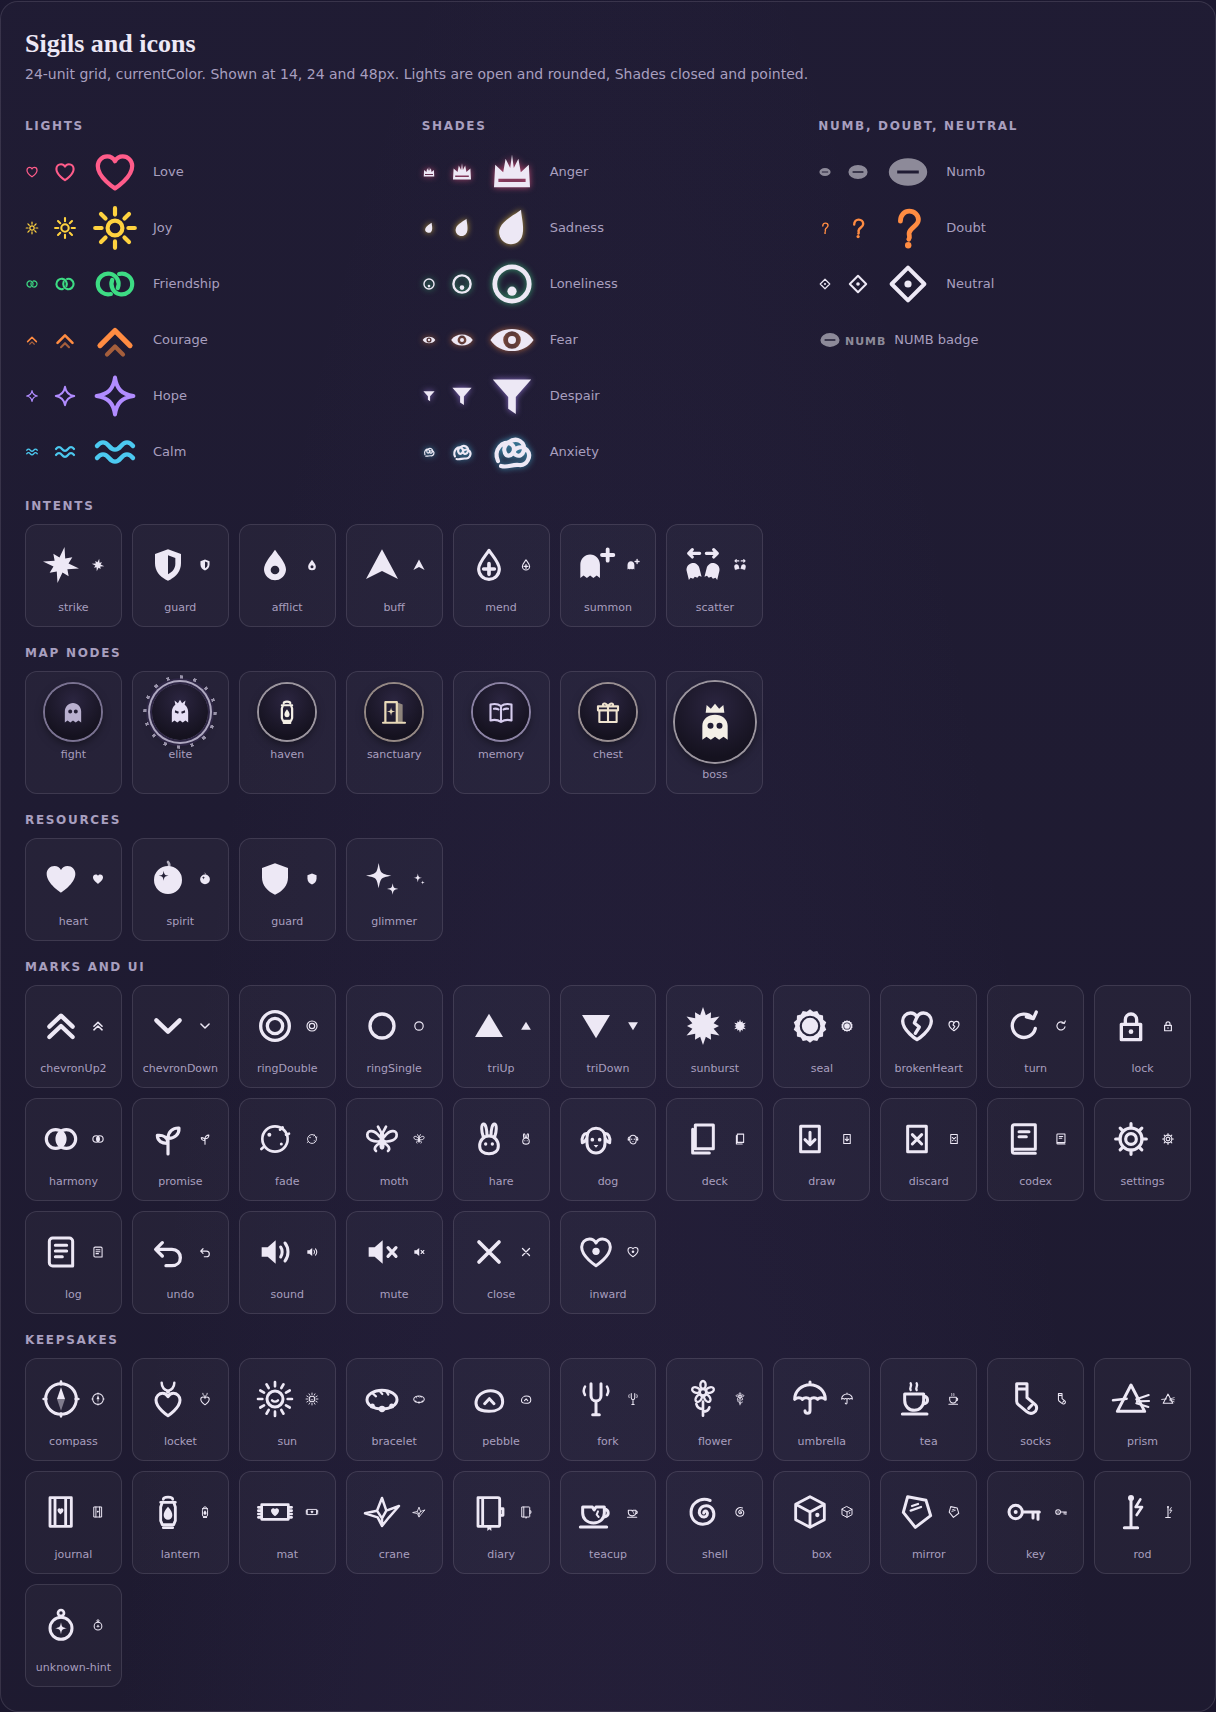 Sigils and icons
24-unit grid, currentColor. Shown at 14, 24 and 48px. Lights are open and rounded, Shades closed and pointed.
LIGHTS
Love
Joy
Friendship
Courage
Hope
Calm
SHADES
Anger
Sadness
Loneliness
Fear
Despair
Anxiety
NUMB, DOUBT, NEUTRAL
Numb
Doubt
Neutral
NUMB NUMB badge
INTENTS
strike guard afflict buff mend summon scatter
MAP NODES
fight elite haven sanctuary memory chest boss
RESOURCES
heart spirit guard glimmer
MARKS AND UI
chevronUp2 chevronDown ringDouble ringSingle triUp triDown sunburst seal brokenHeart turn lock
harmony promise fade moth hare dog deck draw discard codex settings
log undo sound mute close inward
KEEPSAKES
compass locket sun bracelet pebble fork flower umbrella tea socks prism
journal lantern mat crane diary teacup shell box mirror key rod
unknown-hint